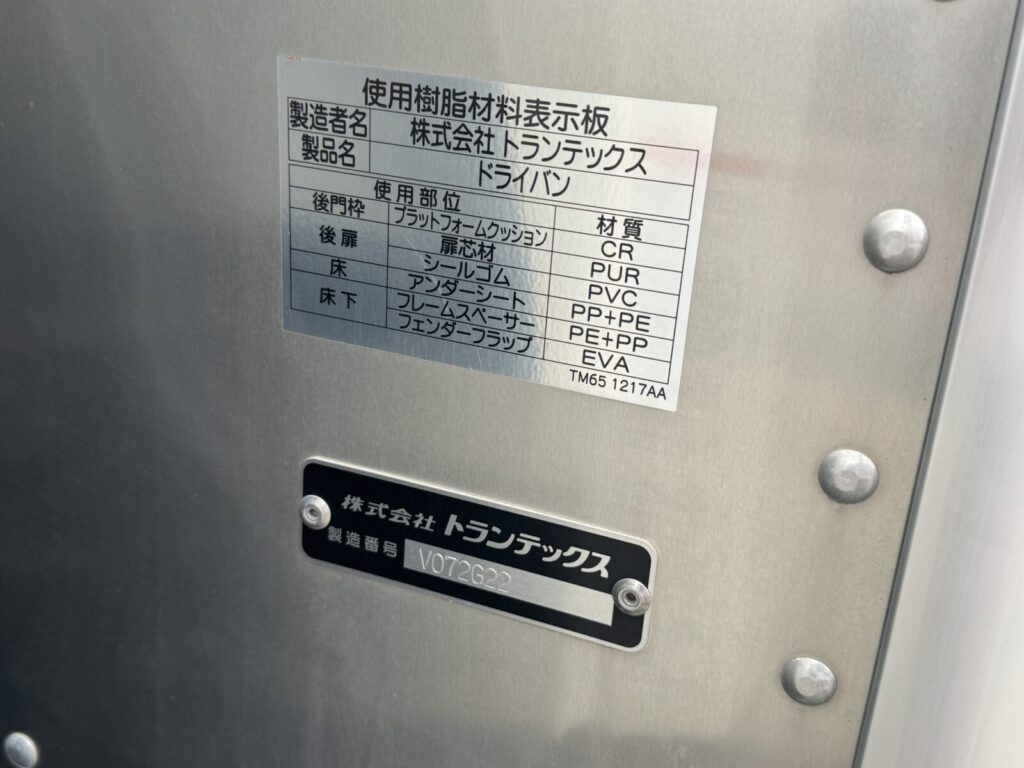 使用樹脂材料表示板
製造者名 株式会社 トランテックス
製品名 ドライバン
使用部位 材質
後門枠 プラットフォームクッション CR
後扉 扉芯材 PUR
シールゴム PVC
床 アンダーシート PP+PE
床下 フレームスペーサー PE+PP
フェンダーフラップ EVA
TM65 1217AA
株式会社 トランテックス
製造番号 V072G22